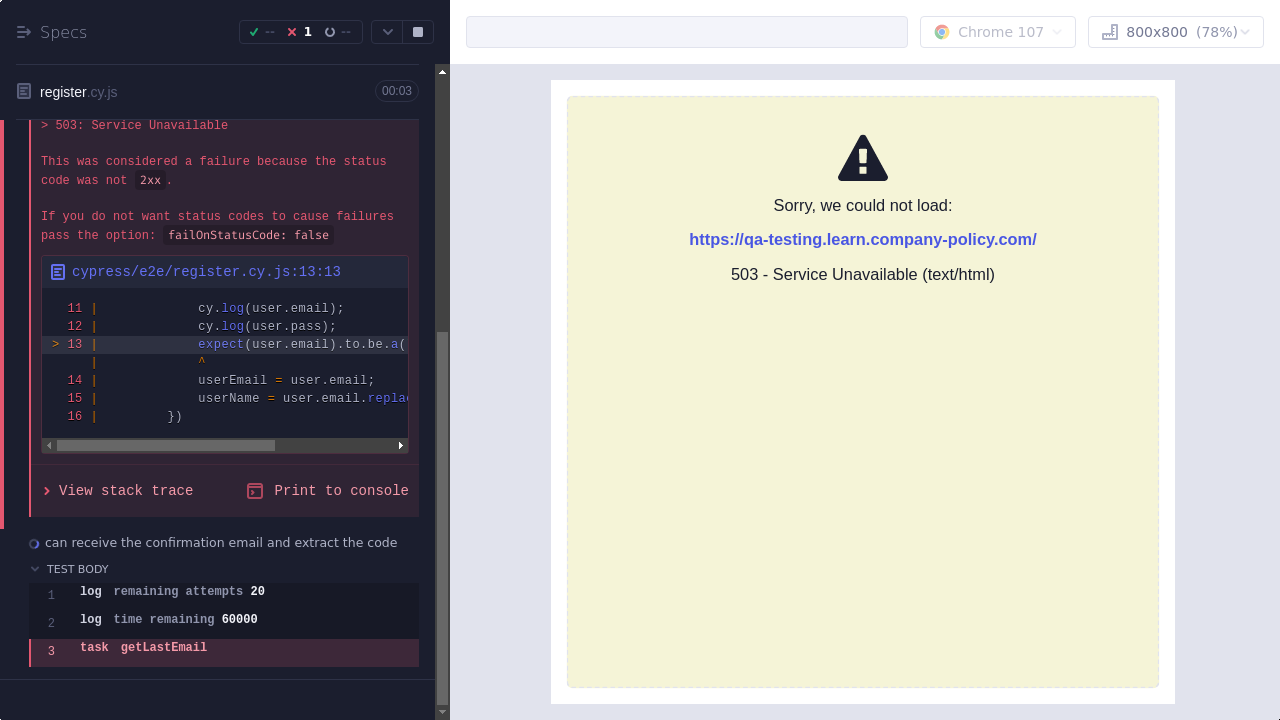 Specs
--
1
--
Chrome 107
800x800 (78%)
register.cy.js
00:03
> 503: Service Unavailable
This was considered a failure because the status
code was not 2xx.
If you do not want status codes to cause failures
pass the option: failOnStatusCode: false
cypress/e2e/register.cy.js:13:13
11 | cy.log(user.email);
12 | cy.log(user.pass);
> 13 | expect(user.email).to.be.a(
| ^
14 | userEmail = user.email;
15 | userName = user.email.replac
16 | })
View stack trace
Print to console
can receive the confirmation email and extract the code
TEST BODY
1 log remaining attempts 20
2 log time remaining 60000
3 task getLastEmail
Sorry, we could not load:
https://qa-testing.learn.company-policy.com/
503 - Service Unavailable (text/html)